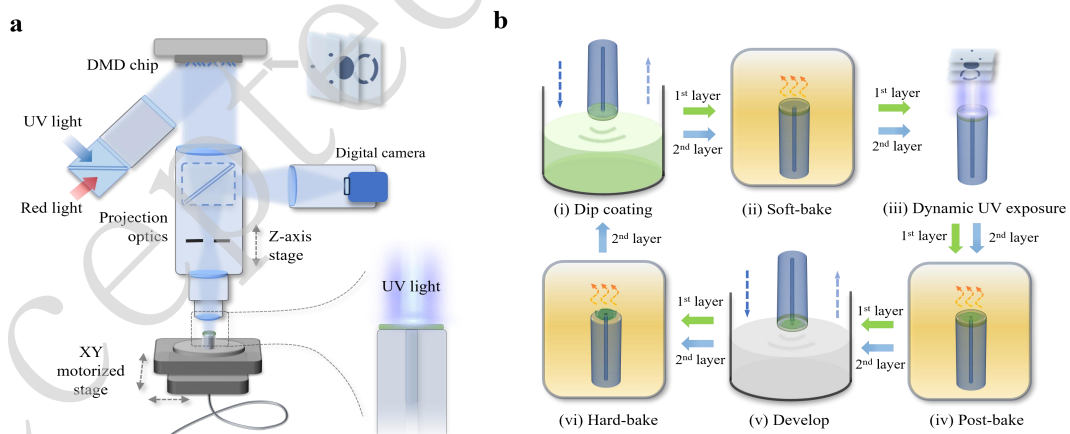 a
DMD chip
UV light
Red light
Projection
optics
Digital camera
Z-axis
stage
UV light
XY
motorized
stage
b
1st layer
2nd layer
1st layer
2nd layer
(i) Dip coating
(ii) Soft-bake
(iii) Dynamic UV exposure
2nd layer
1st layer
2nd layer
1st layer
2nd layer
1st layer
2nd layer
(vi) Hard-bake
(v) Develop
(iv) Post-bake